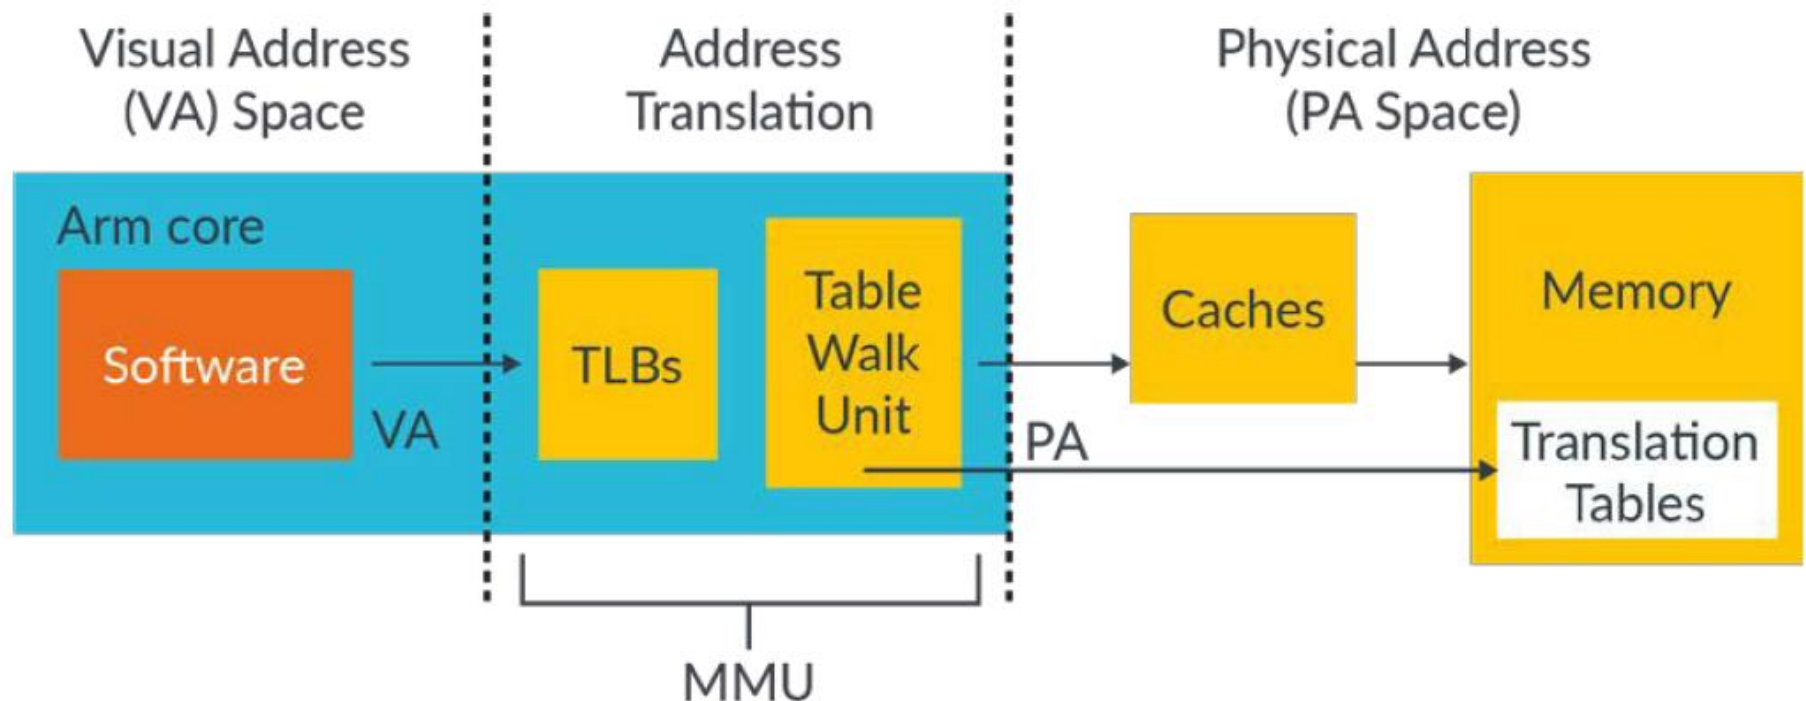 Visual Address
(VA) Space
Address
Translation
Physical Address
(PA Space)
Arm core
Software
VA
TLBs
Table
Walk
Unit
PA
Caches
Memory
Translation
Tables
MMU